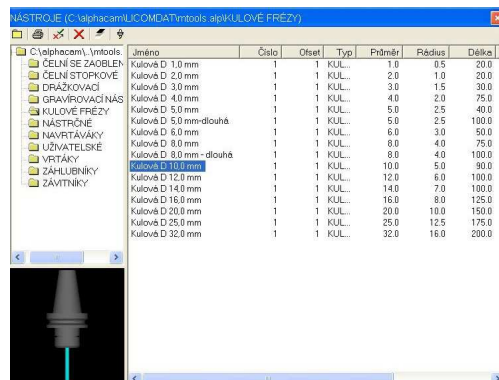 NÁSTROJE (C:\alphacam\LICOMDAT\mtools.alp\KULOVÉ FRÉZY)
C:\alphacam\..\mtools.
ČELNÍ SE ZAOBLEN
ČELNÍ STOPKOVÉ
DRÁŽKOVACÍ
GRAVÍROVACÍ NÁS
KULOVÉ FRÉZY
NÁSTRČNÉ
NAVRTÁVÁKY
UŽIVATELSKÉ
VRTÁKY
ZÁHLUBNÍKY
ZÁVITNÍKY
Jméno Číslo Ofset Typ Průměr Rádius Délka
Kulová D 1,0 mm 1 1 KUL... 1.0 0.5 20.0
Kulová D 2,0 mm 1 1 KUL... 2.0 1.0 20.0
Kulová D 3,0 mm 1 1 KUL... 3.0 1.5 30.0
Kulová D 4,0 mm 1 1 KUL... 4.0 2.0 75.0
Kulová D 5,0 mm 1 1 KUL... 5.0 2.5 40.0
Kulová D 5,0 mm-dlouhá 1 1 KUL... 5.0 2.5 100.0
Kulová D 6,0 mm 1 1 KUL... 6.0 3.0 50.0
Kulová D 8,0 mm 1 1 KUL... 8.0 4.0 75.0
Kulová D 8,0 mm - dlouhá 1 1 KUL... 8.0 4.0 100.0
Kulová D 10,0 mm 1 1 KUL... 10.0 5.0 90.0
Kulová D 12,0 mm 1 1 KUL... 12.0 6.0 100.0
Kulová D 14,0 mm 1 1 KUL... 14.0 7.0 100.0
Kulová D 16,0 mm 1 1 KUL... 16.0 8.0 125.0
Kulová D 20,0 mm 1 1 KUL... 20.0 10.0 150.0
Kulová D 25,0 mm 1 1 KUL... 25.0 12.5 175.0
Kulová D 32,0 mm 1 1 KUL... 32.0 16.0 200.0